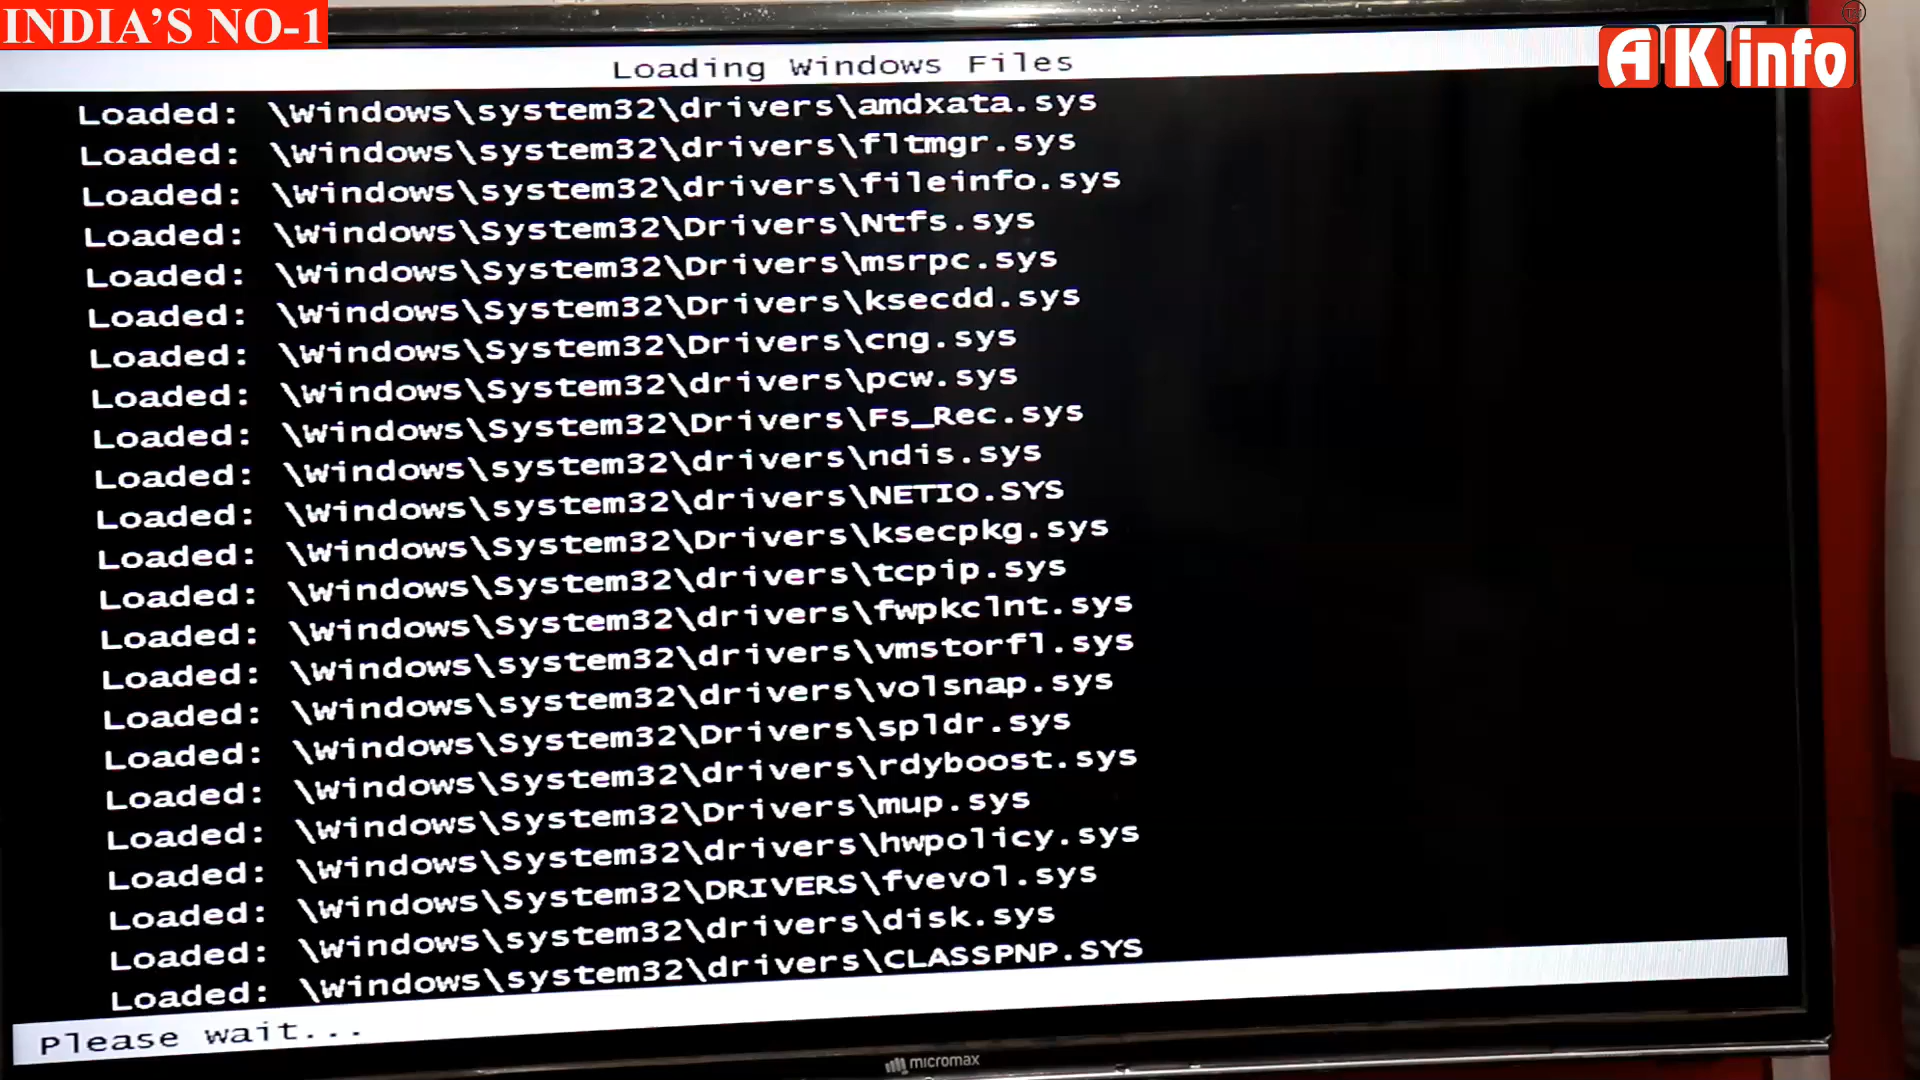 INDIA'S NO-1
AK info
TM
Loading Windows Files
Loaded: \Windows\system32\drivers\amdxata.sys
Loaded: \Windows\system32\drivers\fltmgr.sys
Loaded: \Windows\system32\drivers\fileinfo.sys
Loaded: \Windows\System32\Drivers\Ntfs.sys
Loaded: \Windows\System32\Drivers\msrpc.sys
Loaded: \Windows\System32\Drivers\ksecdd.sys
Loaded: \Windows\System32\Drivers\cng.sys
Loaded: \Windows\System32\drivers\pcw.sys
Loaded: \Windows\System32\Drivers\Fs_Rec.sys
Loaded: \Windows\system32\drivers\ndis.sys
Loaded: \Windows\system32\drivers\NETIO.SYS
Loaded: \Windows\System32\Drivers\ksecpkg.sys
Loaded: \Windows\System32\drivers\tcpip.sys
Loaded: \Windows\System32\drivers\fwpkclnt.sys
Loaded: \Windows\system32\drivers\vmstorfl.sys
Loaded: \Windows\system32\drivers\volsnap.sys
Loaded: \Windows\System32\Drivers\spldr.sys
Loaded: \Windows\System32\drivers\rdyboost.sys
Loaded: \Windows\System32\Drivers\mup.sys
Loaded: \Windows\System32\drivers\hwpolicy.sys
Loaded: \Windows\System32\DRIVERS\fvevol.sys
Loaded: \Windows\system32\drivers\disk.sys
Loaded: \Windows\system32\drivers\CLASSPNP.SYS
Please wait...
micromax